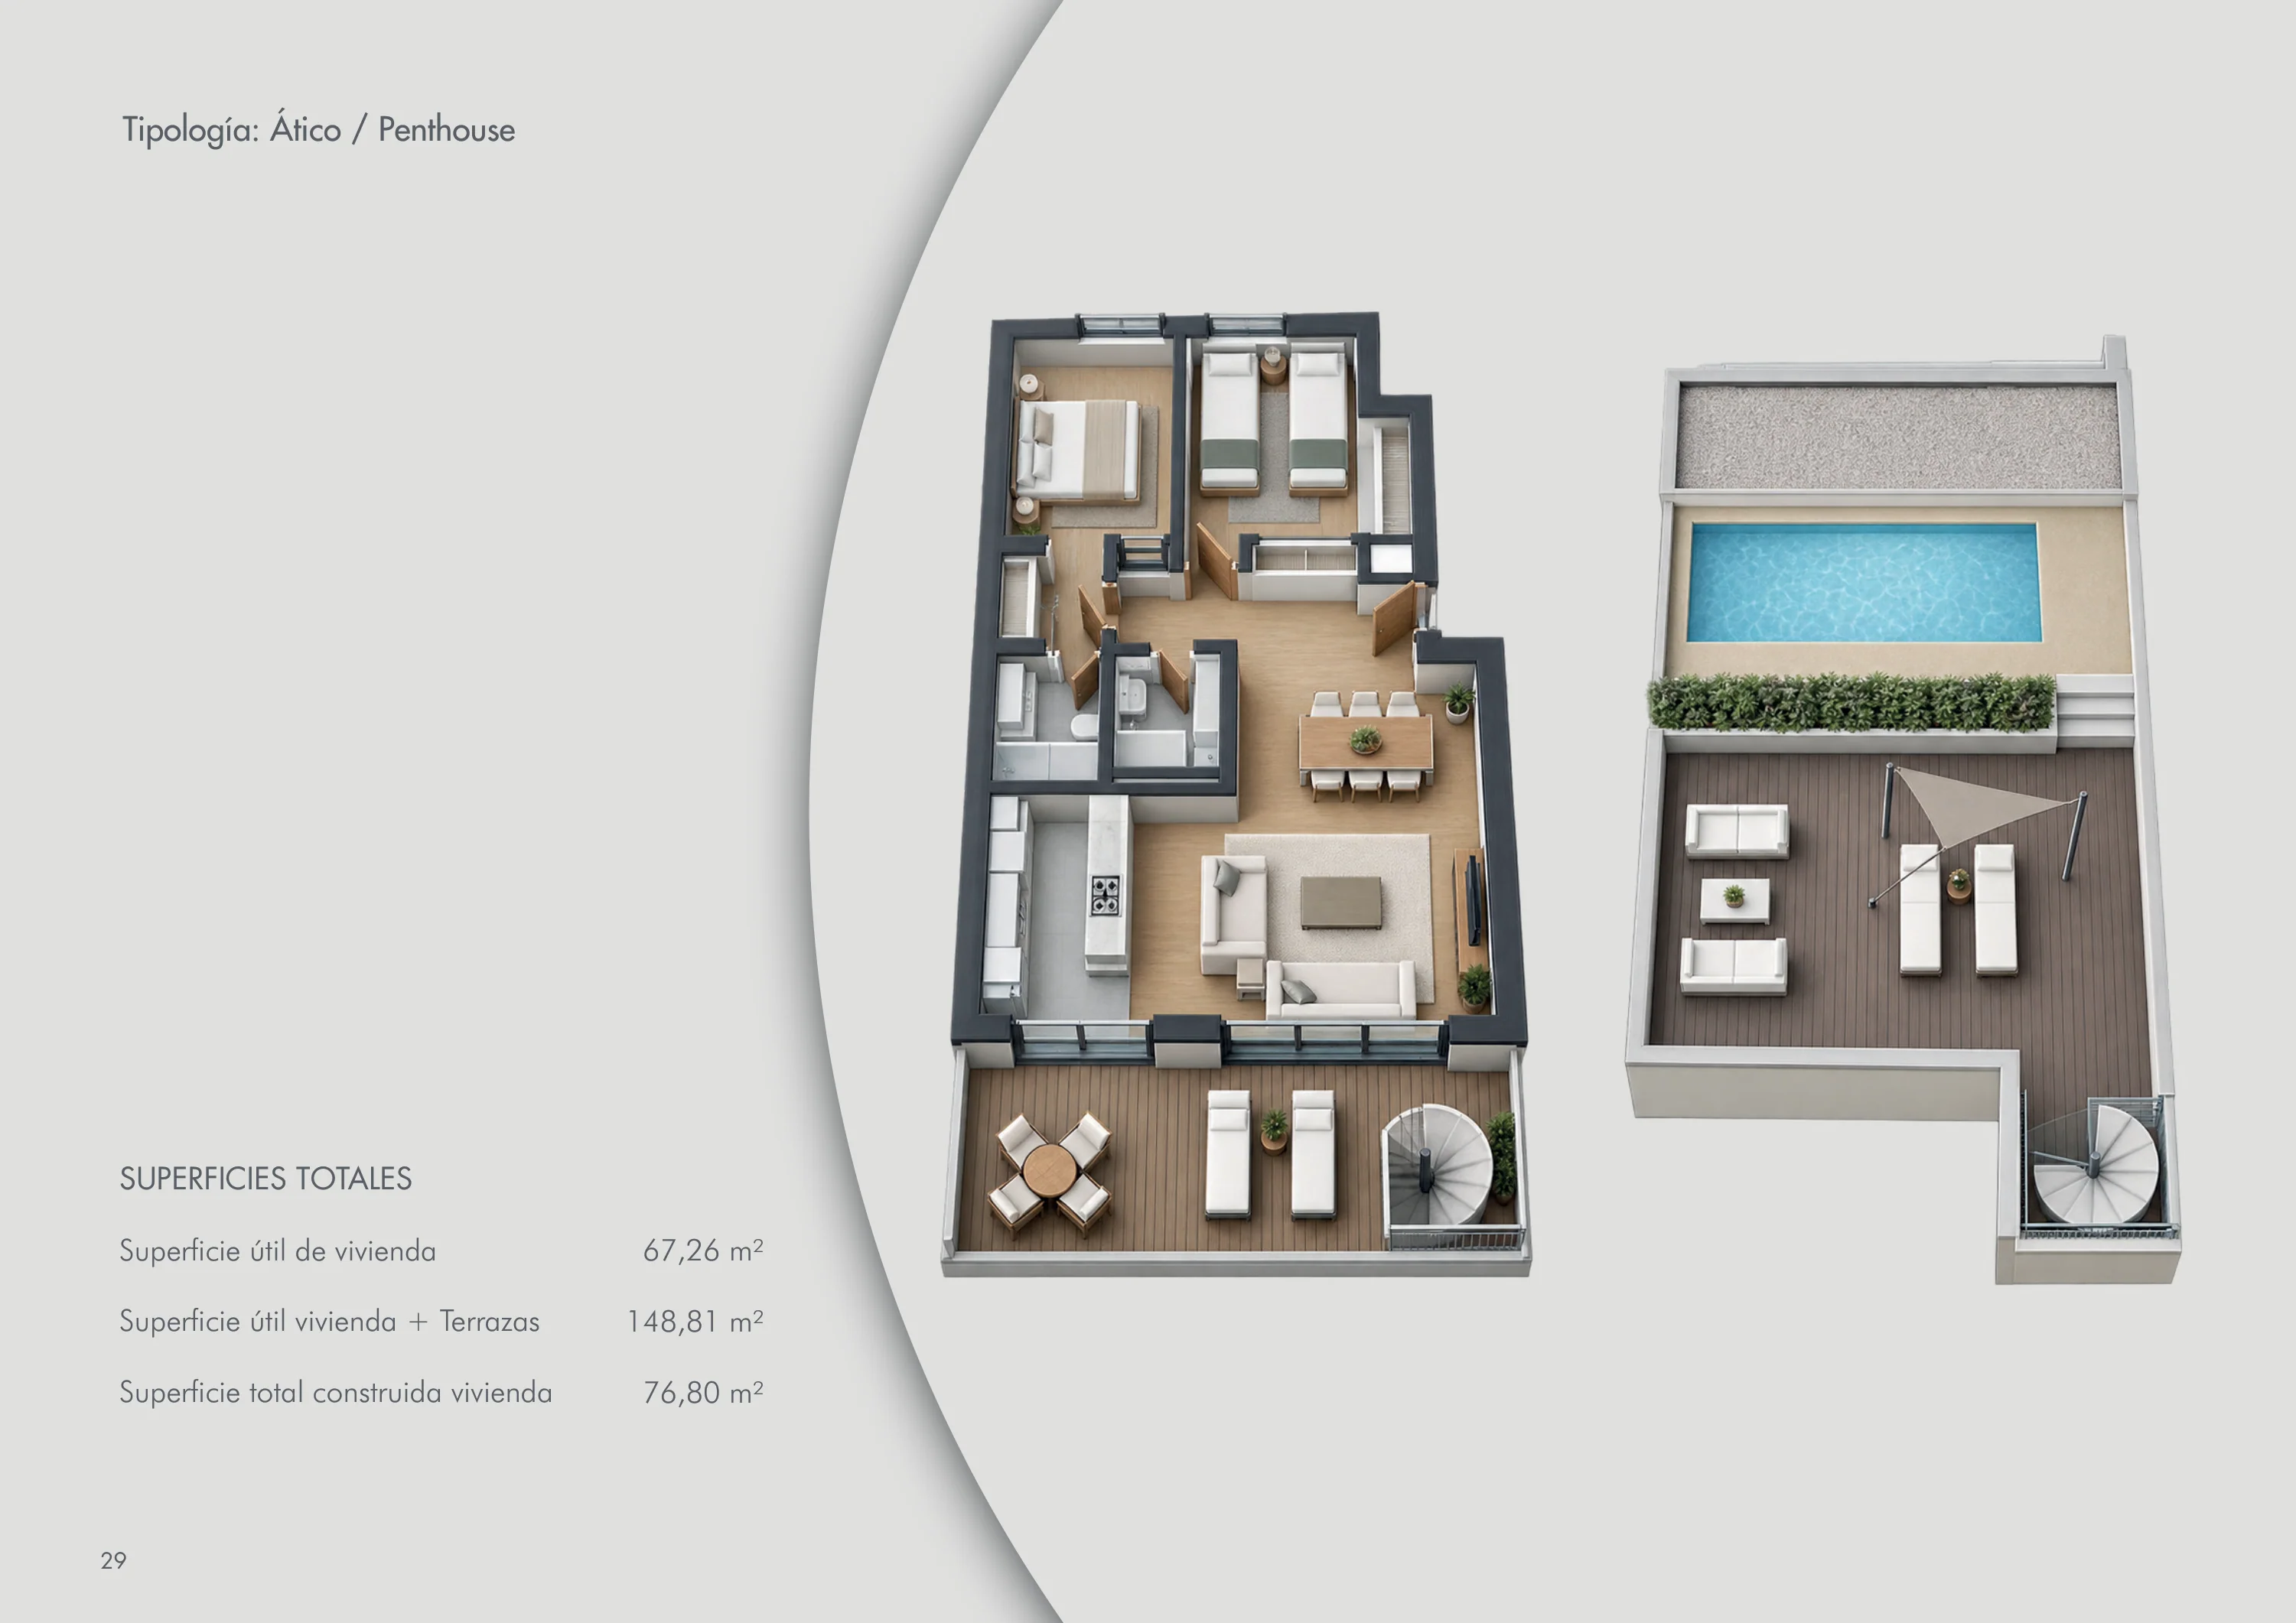 Tipología: Ático / Penthouse
SUPERFICIES TOTALES
Superficie útil de vivienda 67,26 m²
Superficie útil vivienda + Terrazas 148,81 m²
Superficie total construida vivienda 76,80 m²
29